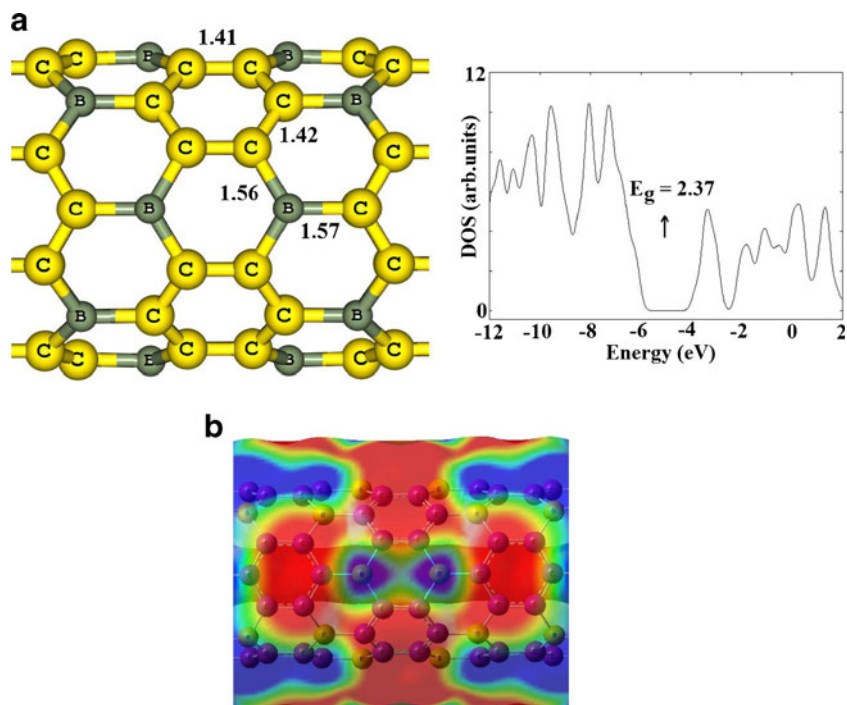 a
1.41
C C B C C B C C
B C C B
1.42
C C C C
1.56
C B B C
1.57
C C C C
B C C B
C C B C C B C C
12
DOS (arb.units)
Eg = 2.37
0
-12 -10 -8 -6 -4 -2 0 2
Energy (eV)
b